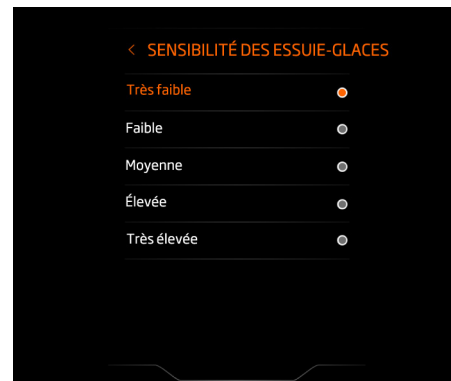 < SENSIBILITÉ DES ESSUIE-GLACES
Très faible
Faible
Moyenne
Élevée
Très élevée